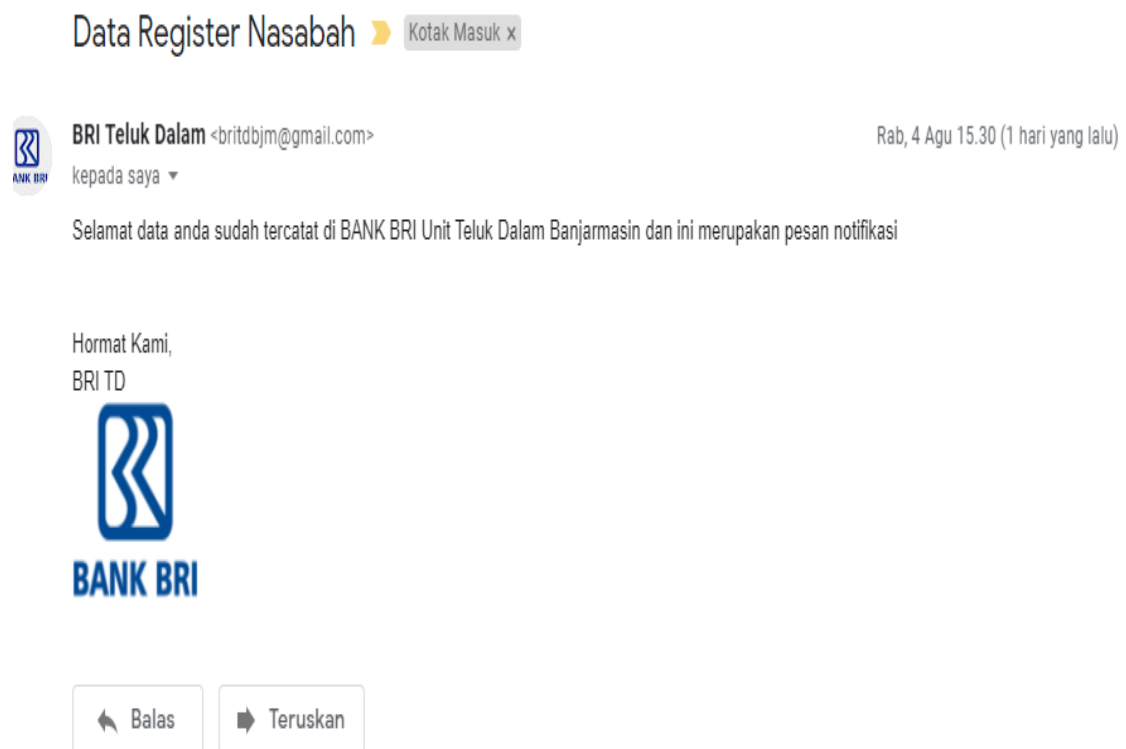 Data Register Nasabah Kotak Masuk x
BRI Teluk Dalam <britdbjm@gmail.com> Rab, 4 Agu 15.30 (1 hari yang lalu)
ANK BRI
kepada saya
Selamat data anda sudah tercatat di BANK BRI Unit Teluk Dalam Banjarmasin dan ini merupakan pesan notifikasi
Hormat Kami,
BRI TD
BANK BRI
Balas Teruskan